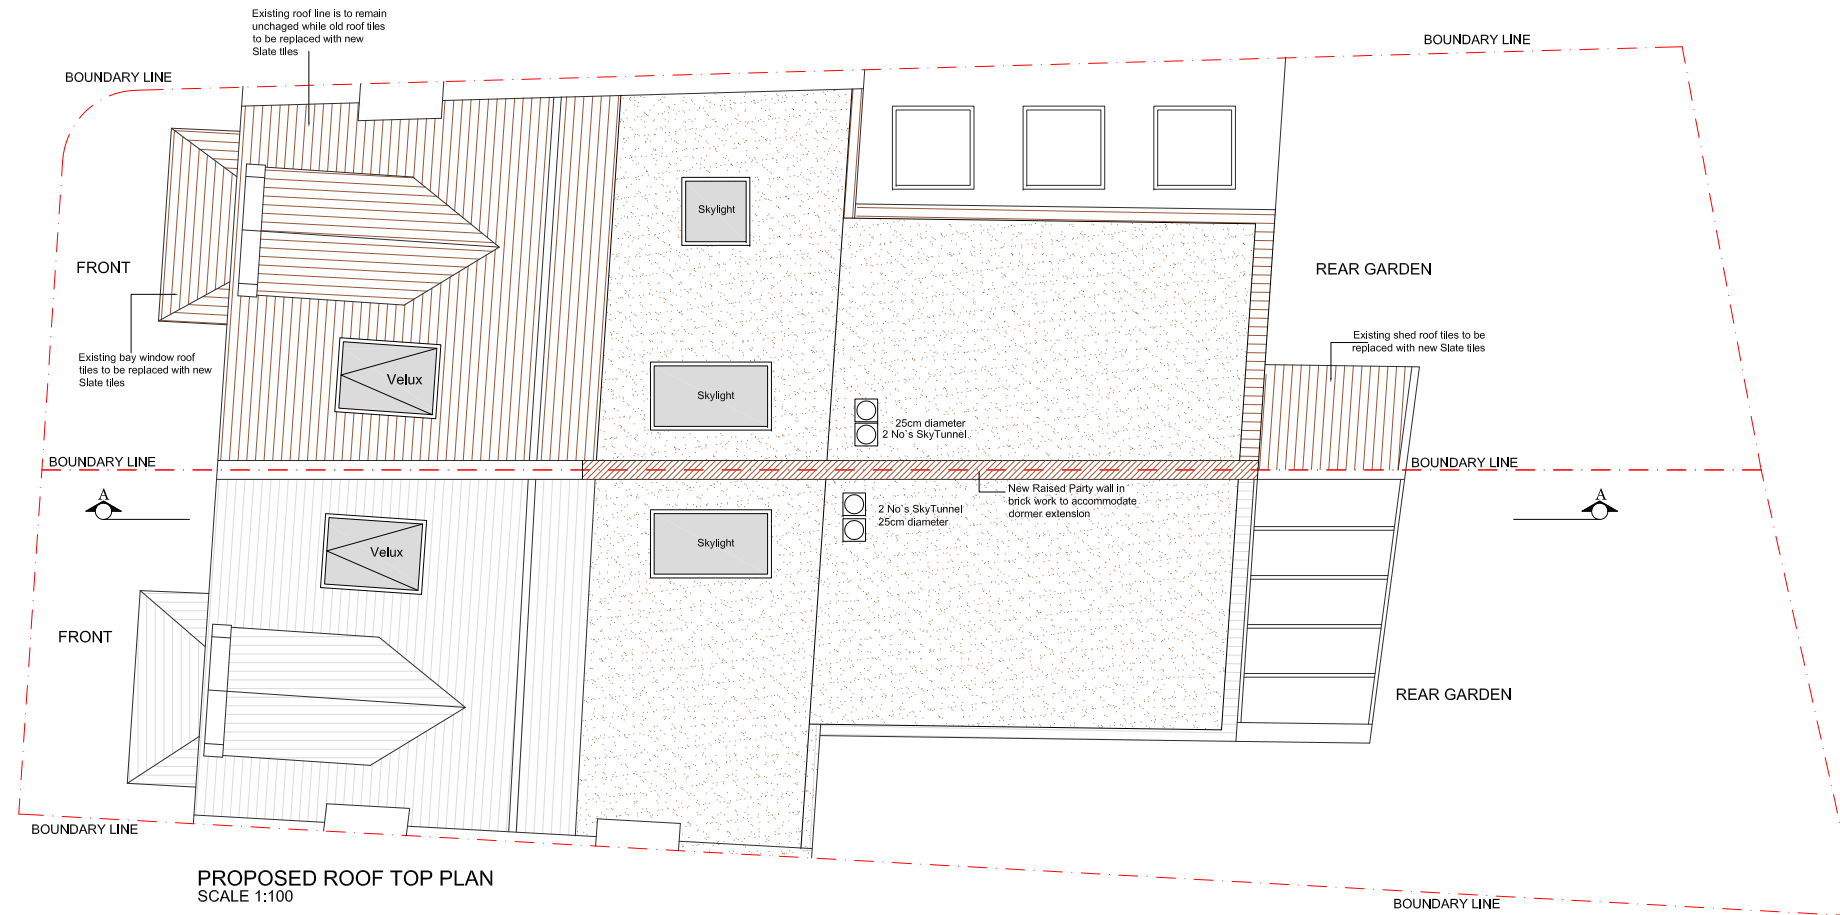 Existing roof line is to remain
unchaged while old roof tiles
to be replaced with new
Slate tiles
BOUNDARY LINE
BOUNDARY LINE
Skylight
FRONT
REAR GARDEN
Existing bay window roof
tiles to be replaced with new
Slate tiles
Velux
Skylight
Existing shed roof tiles to be
replaced with new Slate tiles
25cm diameter
2 No`s SkyTunnel
BOUNDARY LINE
BOUNDARY LINE
A
New Raised Party wall in
brick work to accommodate
dormer extension
A
2 No`s SkyTunnel
25cm diameter
Velux
Skylight
FRONT
REAR GARDEN
BOUNDARY LINE
PROPOSED ROOF TOP PLAN
SCALE 1:100
BOUNDARY LINE